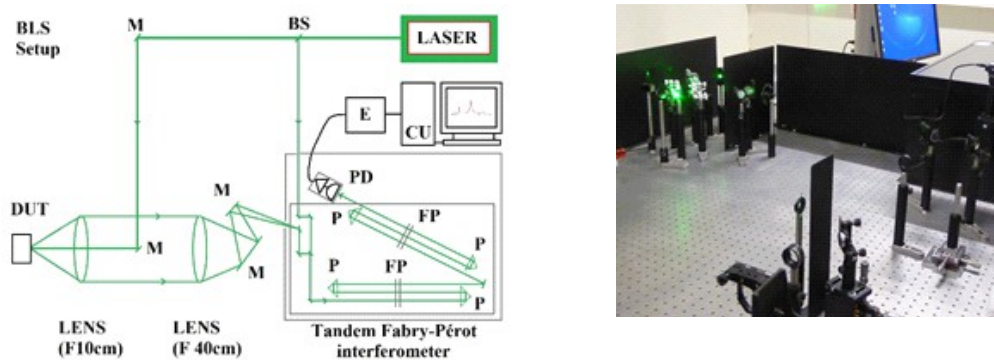 BLS
Setup
M
BS
LASER
E
CU
PD
M
DUT
M
M
P
FP
P
P
FP
P
LENS
(F10cm)
LENS
(F 40cm)
Tandem Fabry-Pérot
interferometer